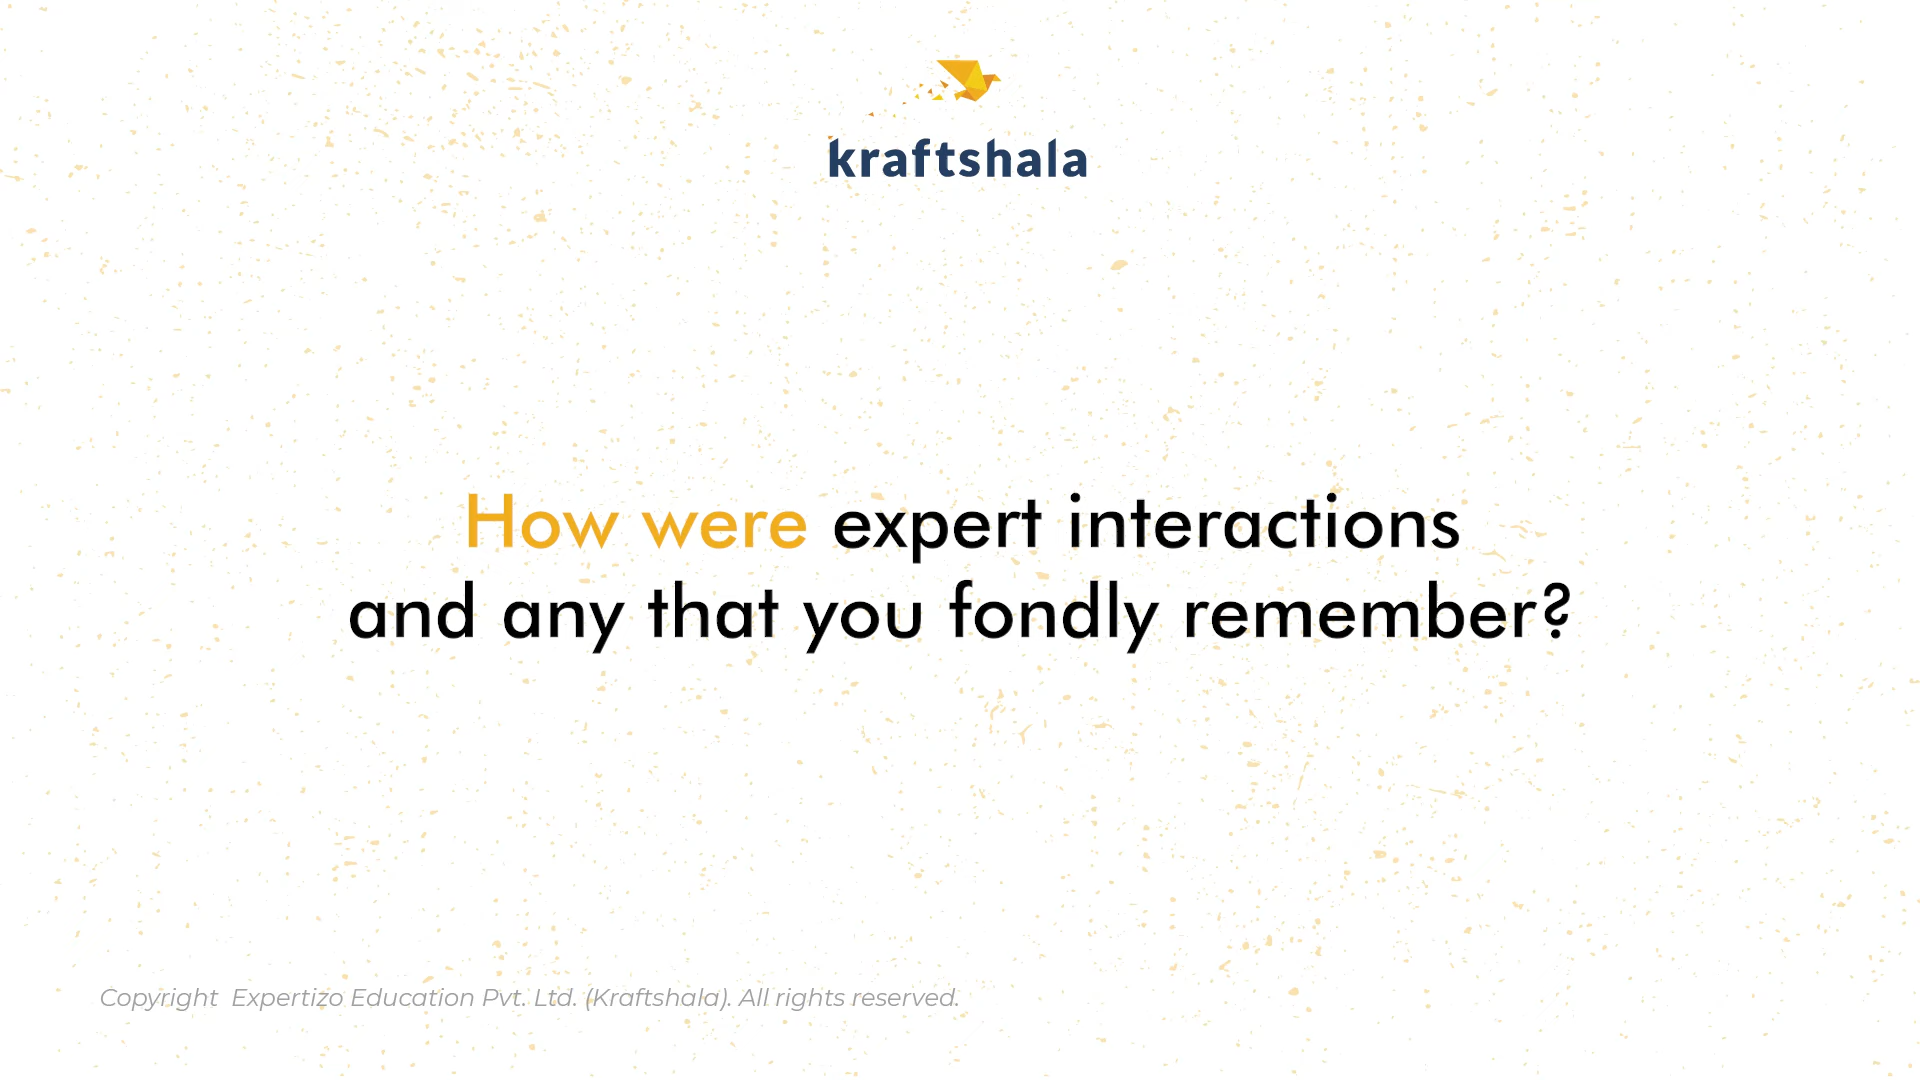 kraftshala
How were expert interactions
and any that you fondly remember?
Copyright  Expertizo Education Pvt. Ltd. (Kraftshala). All rights reserved.